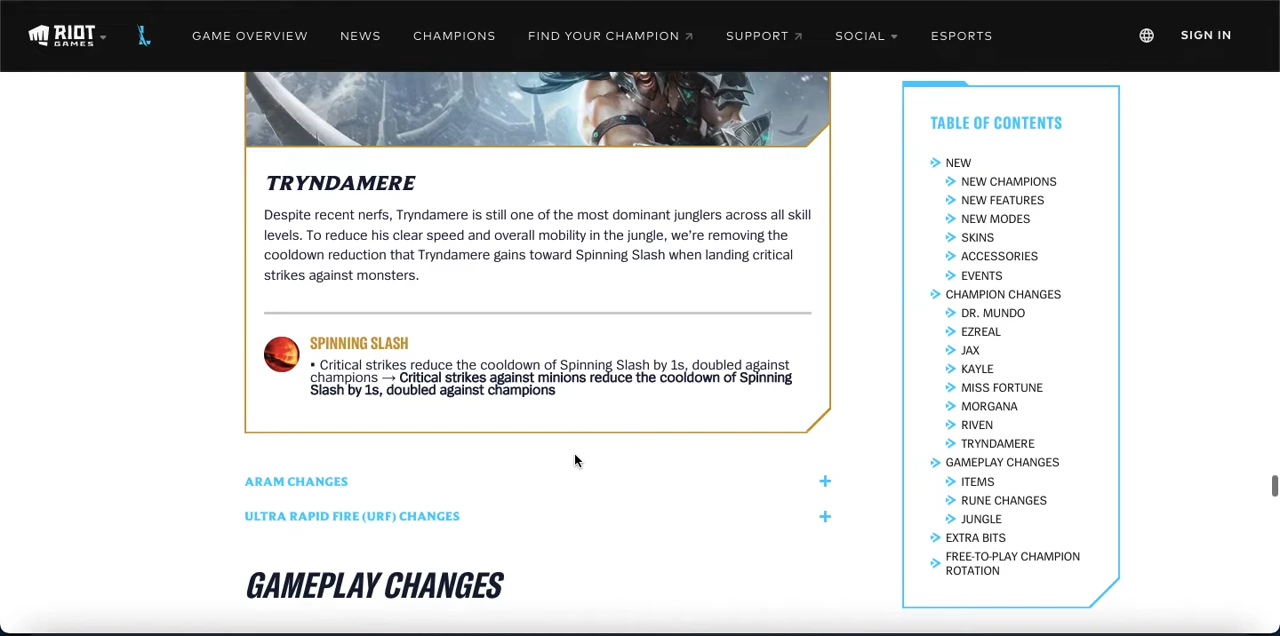 RIOT GAMES
GAME OVERVIEW
NEWS
CHAMPIONS
FIND YOUR CHAMPION
SUPPORT
SOCIAL
ESPORTS
SIGN IN
TRYNDAMERE
Despite recent nerfs, Tryndamere is still one of the most dominant junglers across all skill
levels. To reduce his clear speed and overall mobility in the jungle, we're removing the
cooldown reduction that Tryndamere gains toward Spinning Slash when landing critical
strikes against monsters.
SPINNING SLASH
▪ Critical strikes reduce the cooldown of Spinning Slash by 1s, doubled against
champions → Critical strikes against minions reduce the cooldown of Spinning
Slash by 1s, doubled against champions
ARAM CHANGES +
ULTRA RAPID FIRE (URF) CHANGES +
GAMEPLAY CHANGES
TABLE OF CONTENTS
NEW
NEW CHAMPIONS
NEW FEATURES
NEW MODES
SKINS
ACCESSORIES
EVENTS
CHAMPION CHANGES
DR. MUNDO
EZREAL
JAX
KAYLE
MISS FORTUNE
MORGANA
RIVEN
TRYNDAMERE
GAMEPLAY CHANGES
ITEMS
RUNE CHANGES
JUNGLE
EXTRA BITS
FREE-TO-PLAY CHAMPION
ROTATION